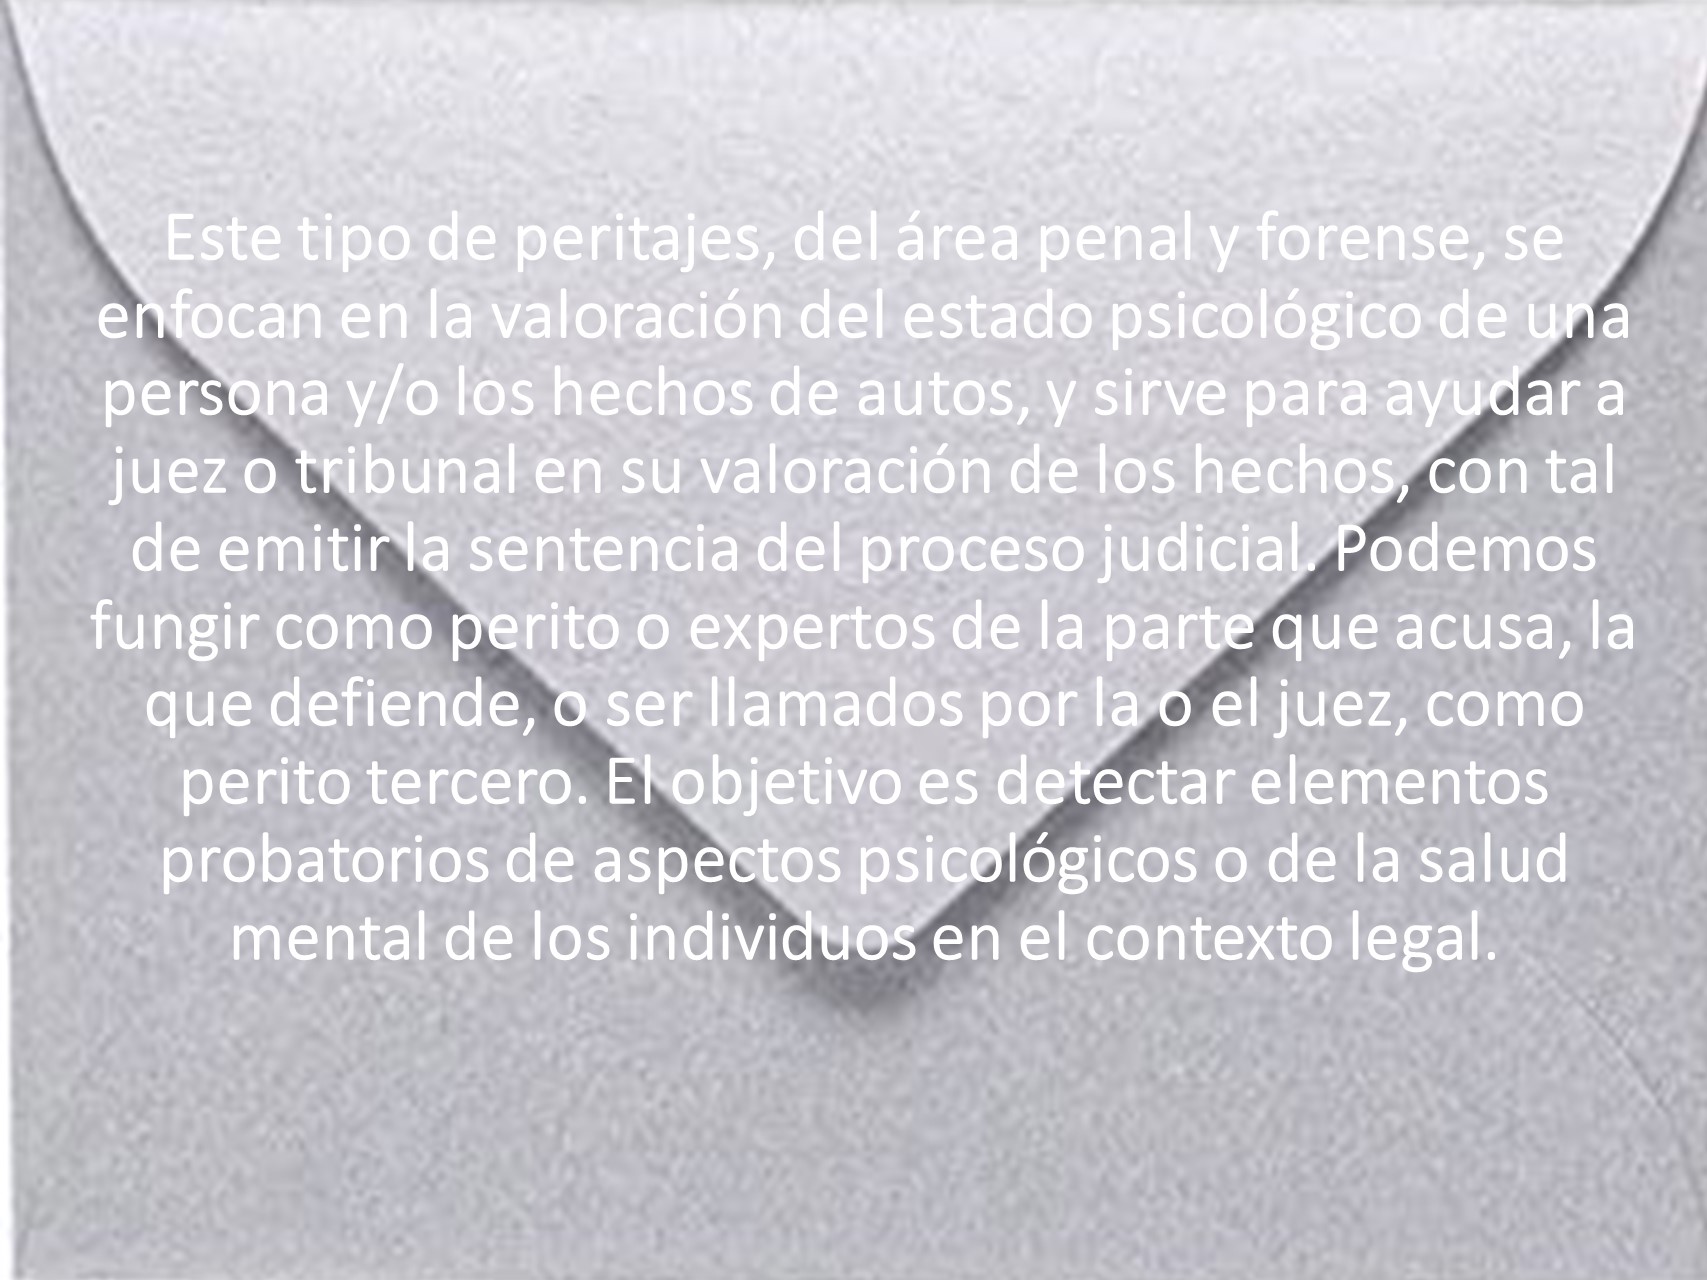 Este tipo de peritajes, del área penal y forense, se
enfocan en la valoración del estado psicológico de una
persona y/o los hechos de autos, y sirve para ayudar a
juez o tribunal en su valoración de los hechos, con tal
de emitir la sentencia del proceso judicial. Podemos
fungir como perito o expertos de la parte que acusa, la
que defiende, o ser llamados por la o el juez, como
perito tercero. El objetivo es detectar elementos
probatorios de aspectos psicológicos o de la salud
mental de los individuos en el contexto legal.